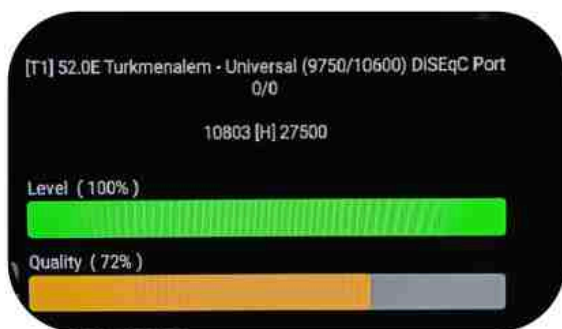 [T1] 52.0E Turkmenalem - Universal (9750/10600) DiSEqC Port
0/0
10803 [H] 27500
Level ( 100% )
Quality ( 72% )